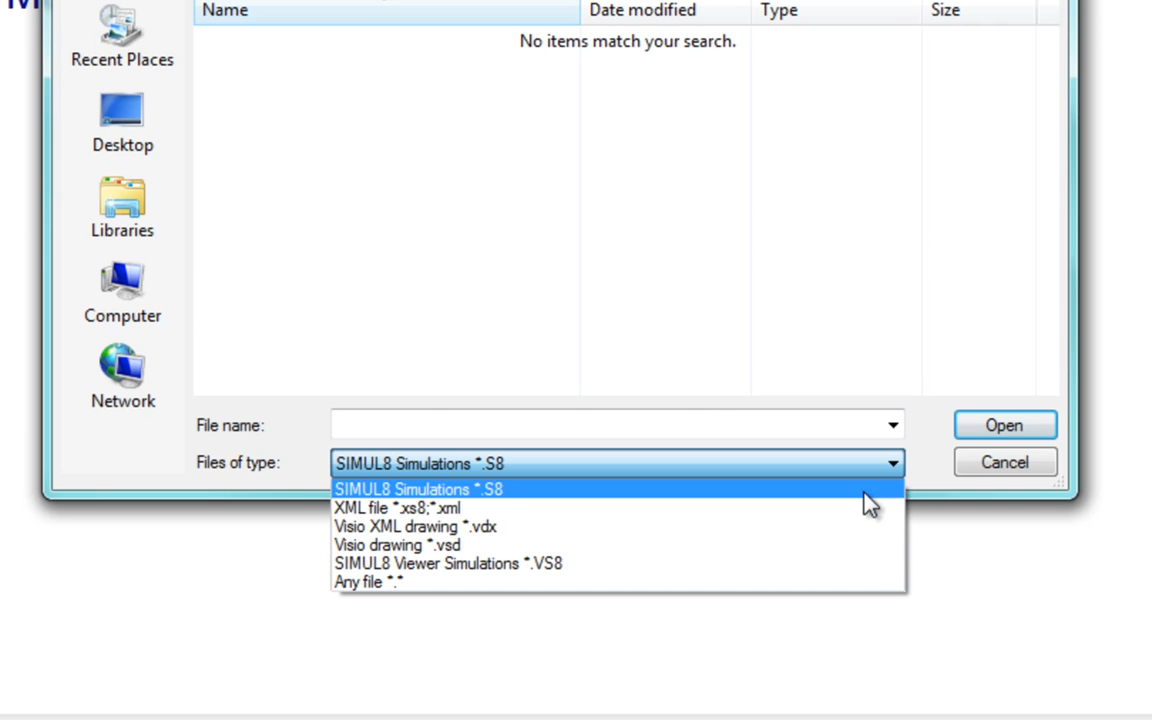 Name Date modified Type Size
No items match your search.
Recent Places
Desktop
Libraries
Computer
Network
File name: Open
Files of type: SIMUL8 Simulations *.S8 Cancel
SIMUL8 Simulations *.S8
XML file *.xs8;*.xml
Visio XML drawing *.vdx
Visio drawing *.vsd
SIMUL8 Viewer Simulations *.VS8
Any file *.*